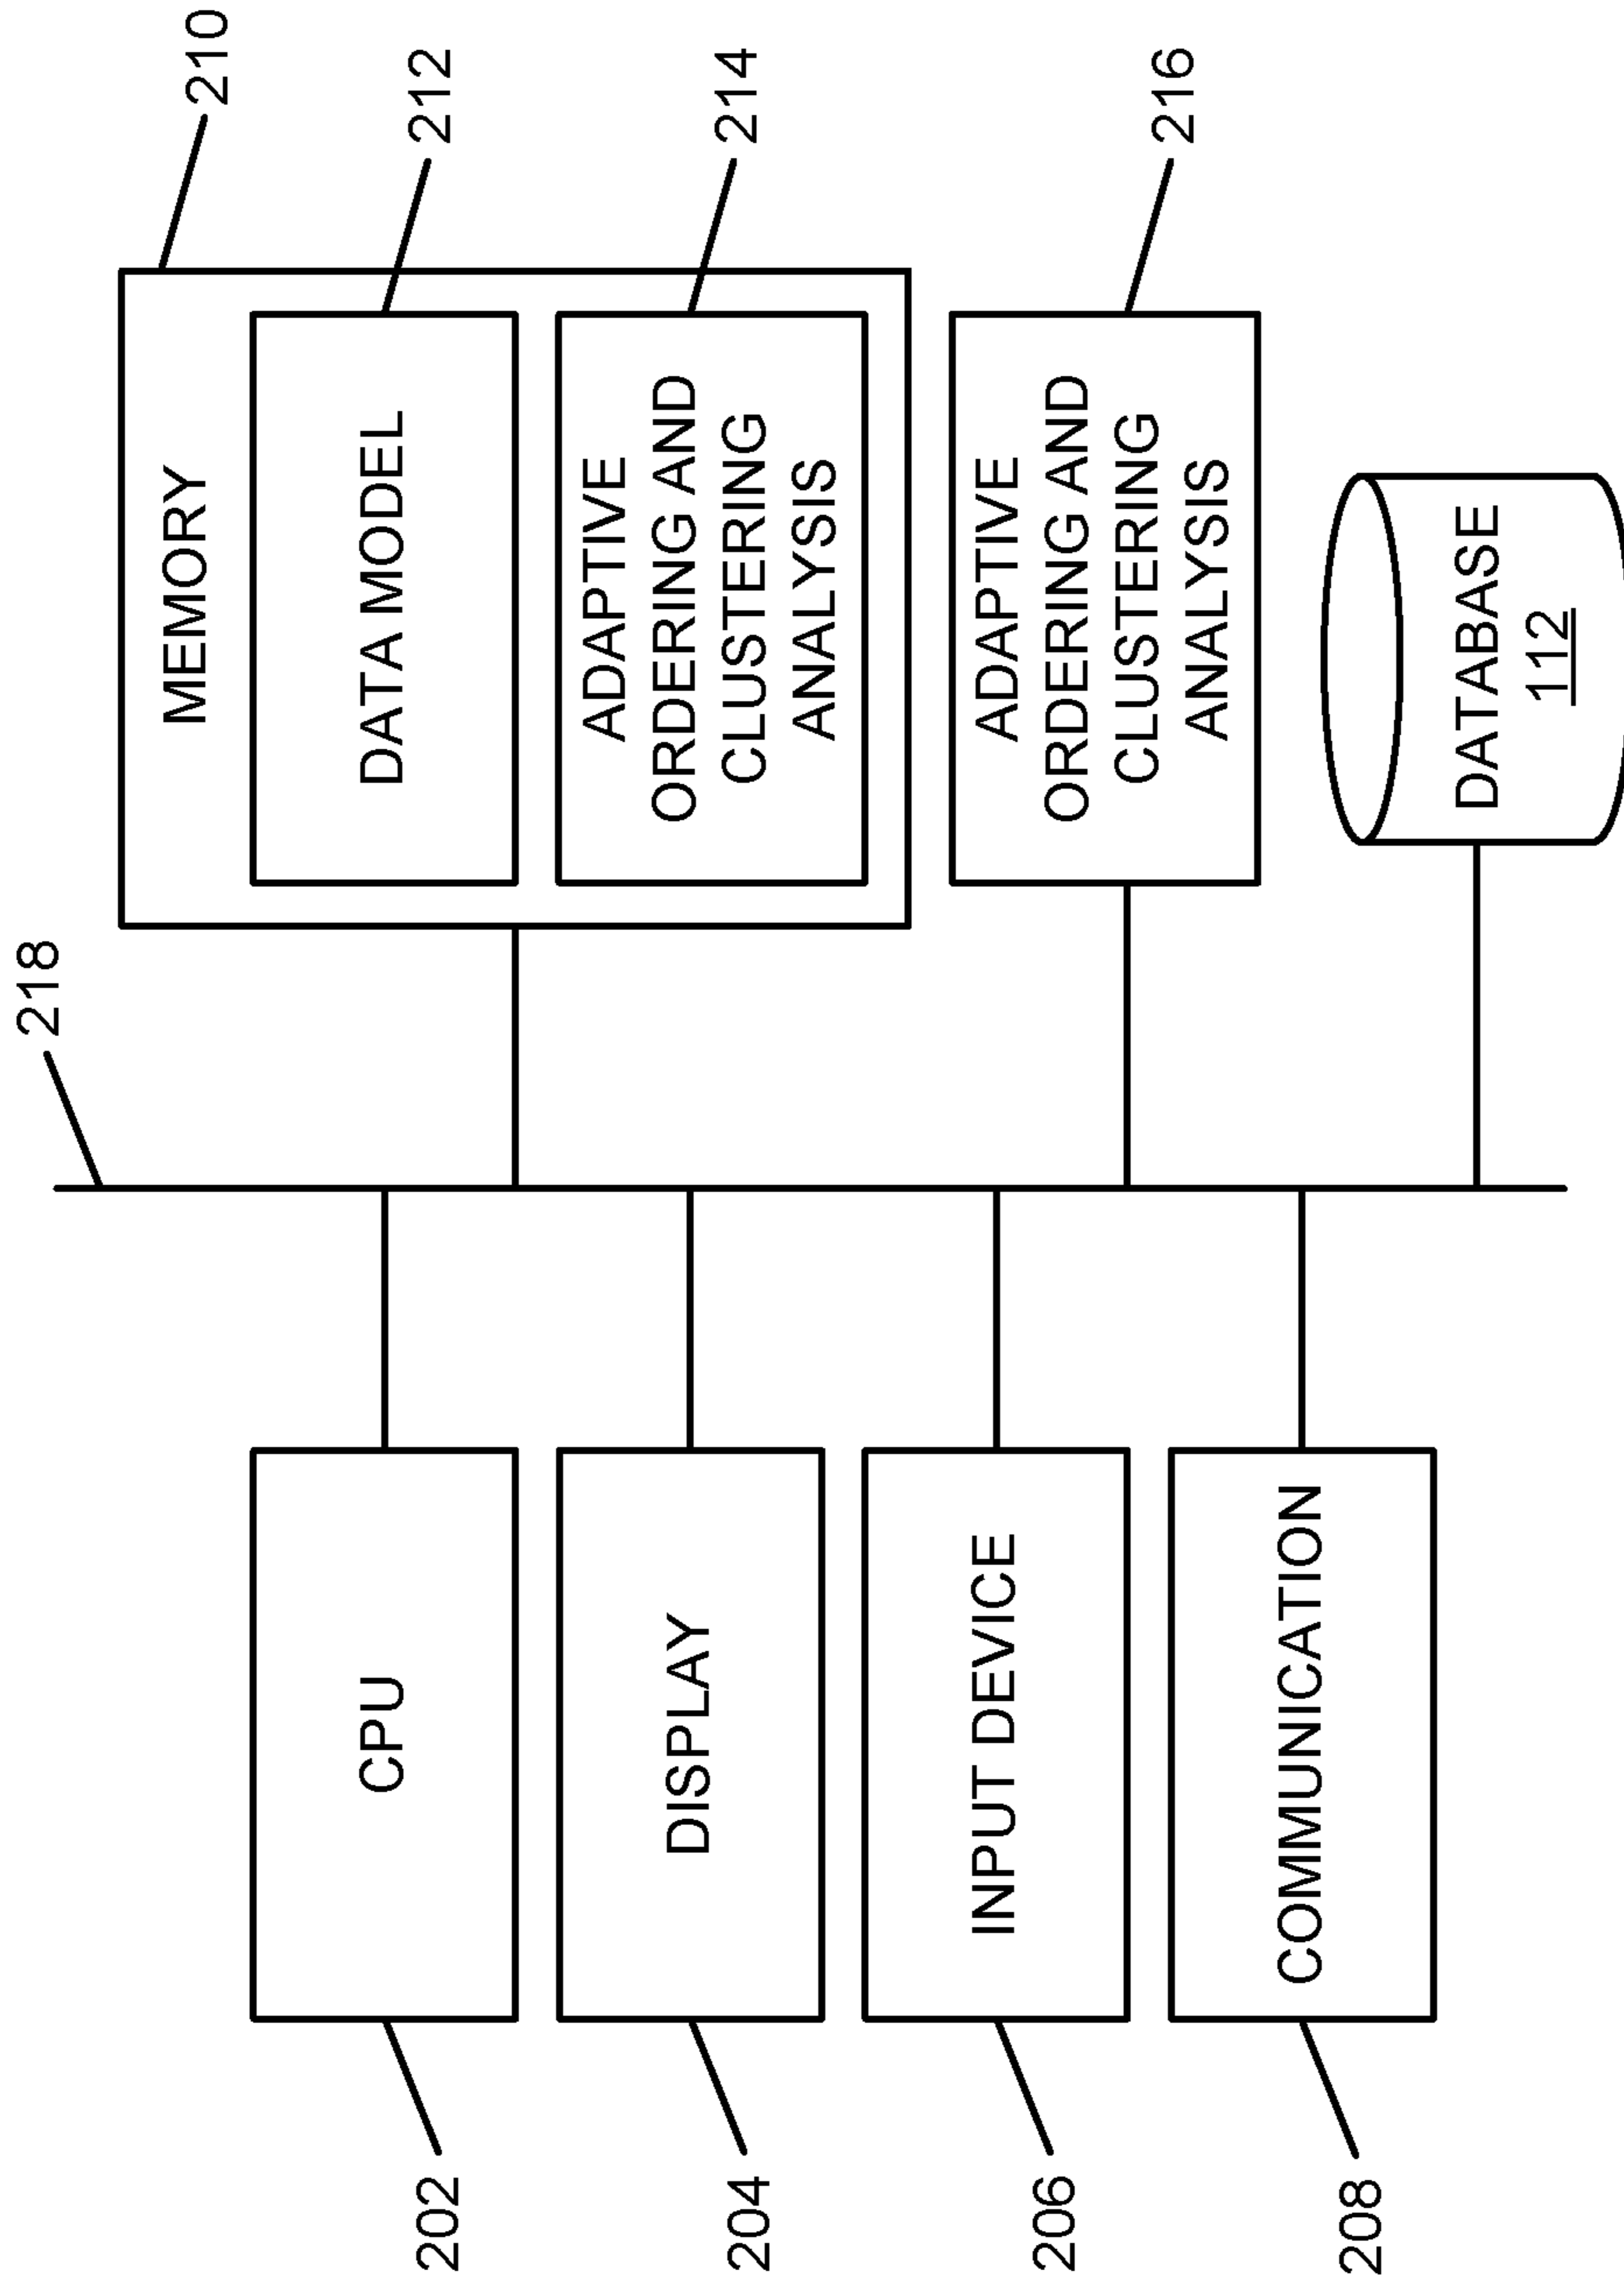 218
210
MEMORY
212
DATA MODEL
214
ADAPTIVE
ORDERING AND
CLUSTERING
ANALYSIS
216
ADAPTIVE
ORDERING AND
CLUSTERING
ANALYSIS
DATABASE
112
202
CPU
204
DISPLAY
206
INPUT DEVICE
208
COMMUNICATION